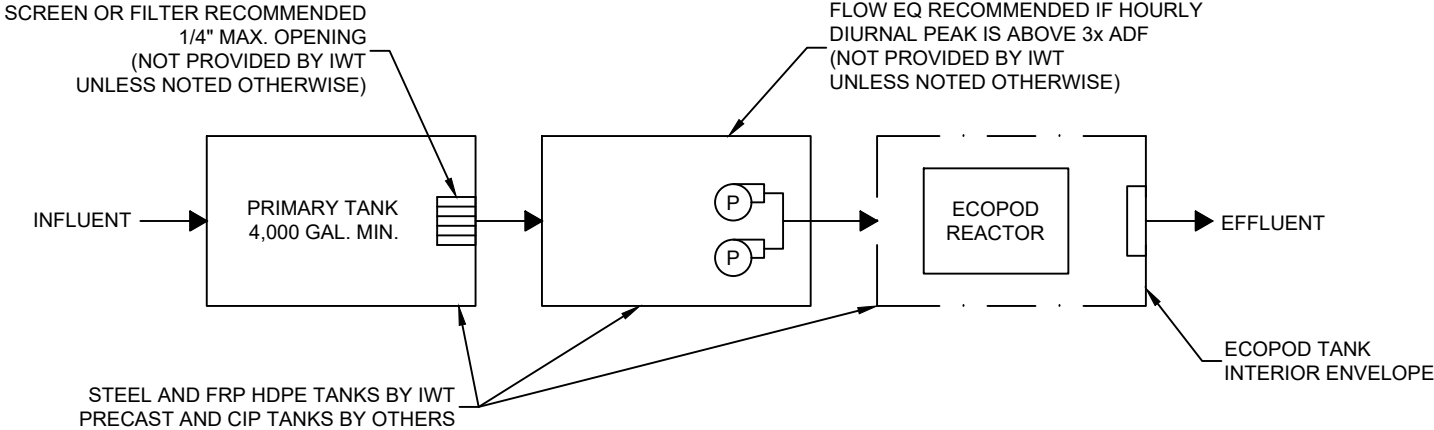 SCREEN OR FILTER RECOMMENDED
1/4" MAX. OPENING
(NOT PROVIDED BY IWT
UNLESS NOTED OTHERWISE)
FLOW EQ RECOMMENDED IF HOURLY
DIURNAL PEAK IS ABOVE 3x ADF
(NOT PROVIDED BY IWT
UNLESS NOTED OTHERWISE)
INFLUENT
PRIMARY TANK
4,000 GAL. MIN.
P
P
ECOPOD
REACTOR
EFFLUENT
ECOPOD TANK
INTERIOR ENVELOPE
STEEL AND FRP HDPE TANKS BY IWT
PRECAST AND CIP TANKS BY OTHERS